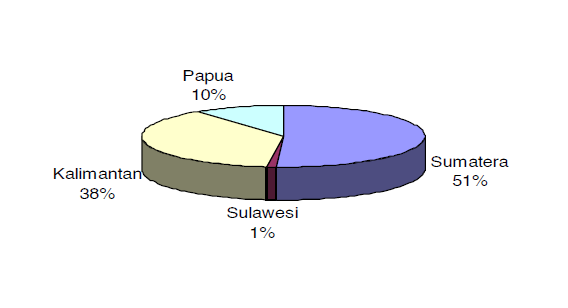 Papua
10%
Sumatera
51%
Kalimantan
38%
Sulawesi
1%